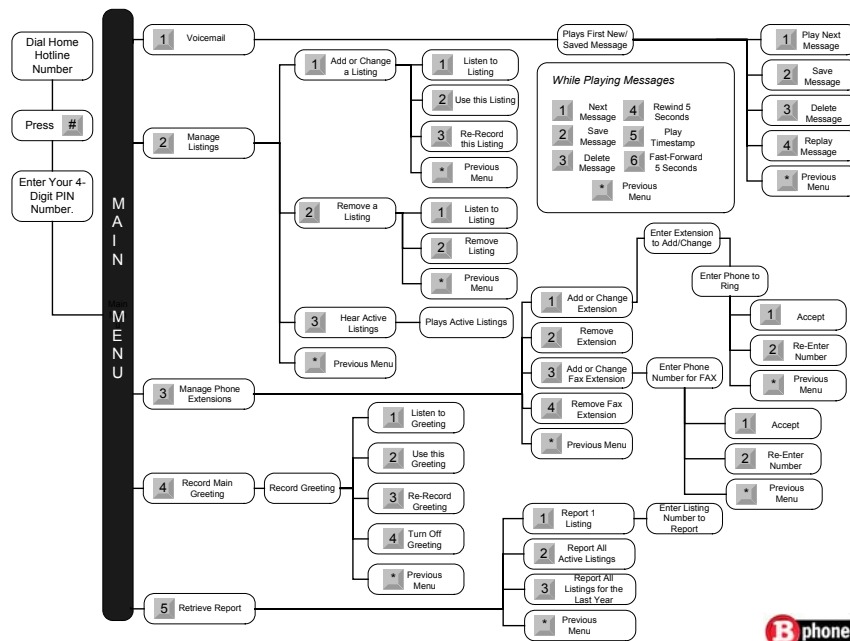 Dial Home
Hotline
Number
Press #
Enter Your 4-
Digit PIN
Number.
MAIN MENU
1 Voicemail
Plays First New/
Saved Message
1 Play Next
Message
2 Save
Message
3 Delete
Message
4 Replay
Message
* Previous
Menu
While Playing Messages
1 Next
Message
4 Rewind 5
Seconds
2 Save
Message
5 Play
Timestamp
3 Delete
Message
6 Fast-Forward
5 Seconds
* Previous
Menu
2 Manage
Listings
1 Add or Change
a Listing
1 Listen to
Listing
2 Use this Listing
3 Re-Record
this Listing
* Previous
Menu
2 Remove a
Listing
1 Listen to
Listing
2 Remove
Listing
* Previous
Menu
3 Hear Active
Listings
Plays Active Listings
* Previous Menu
3 Manage Phone
Extensions
1 Add or Change
Extension
Enter Extension
to Add/Change
Enter Phone to
Ring
1 Accept
2 Re-Enter
Number
* Previous
Menu
2 Remove
Extension
3 Add or Change
Fax Extension
Enter Phone
Number for FAX
1 Accept
2 Re-Enter
Number
* Previous
Menu
4 Remove Fax
Extension
* Previous Menu
4 Record Main
Greeting
Record Greeting
1 Listen to
Greeting
2 Use this
Greeting
3 Re-Record
Greeting
4 Turn Off
Greeting
* Previous
Menu
5 Retrieve Report
1 Report 1
Listing
Enter Listing
Number to
Report
2 Report All
Active Listings
3 Report All
Listings for the
Last Year
* Previous
Menu
B phone